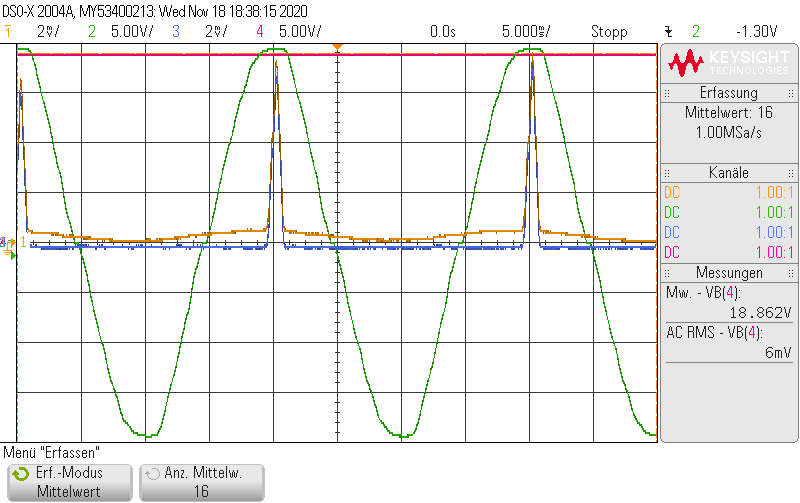 DSO-X 2004A, MY53400213: Wed Nov 18 18:38:15 2020
1 2V/ 2 5.00V/ 3 2V/ 4 5.00V/ 0.0s 5.000ms/ Stopp 2 -1.30V
KEYSIGHT
TECHNOLOGIES
Erfassung
Mittelwert: 16
1.00MSa/s
Kanäle
DC 1.00:1
DC 1.00:1
DC 1.00:1
DC 1.00:1
Messungen
Mw. - VB(4):
18.862V
AC RMS - VB(4):
6mV
1
Menü "Erfassen"
Erf.-Modus
Mittelwert
Anz. Mittelw.
16